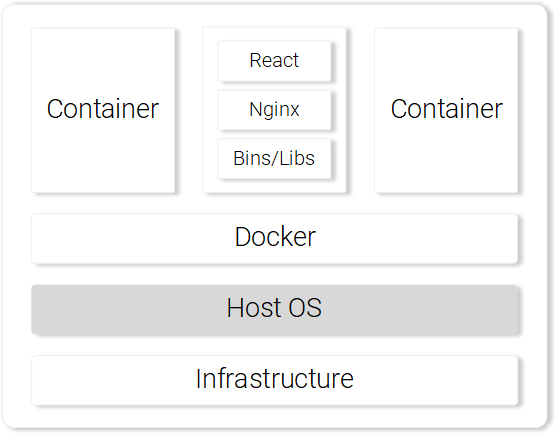 Container
React
Nginx
Bins/Libs
Container
Docker
Host OS
Infrastructure